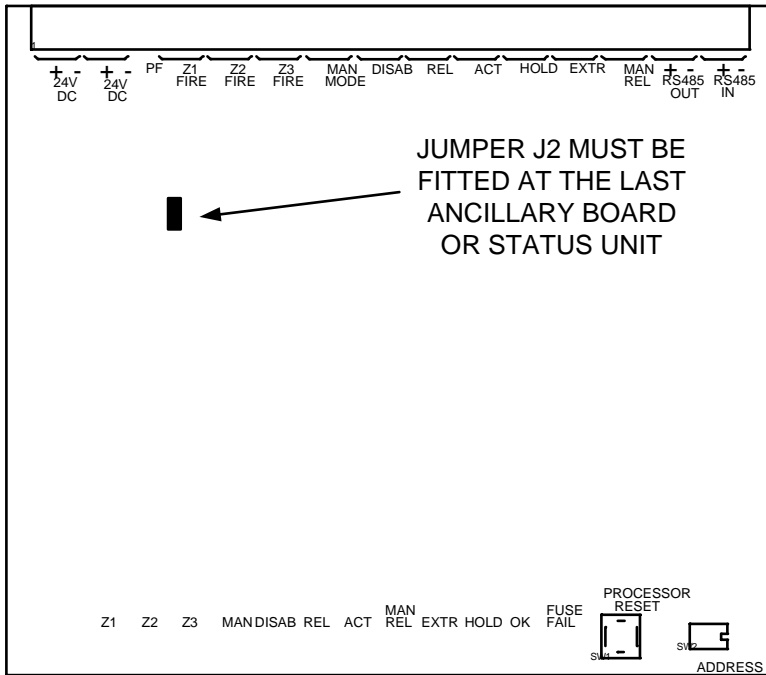 1
+ - + - PF Z1 Z2 Z3 MAN DISAB REL ACT HOLD EXTR MAN + - + -
24V 24V FIRE FIRE FIRE MODE REL RS485 RS485
DC DC OUT IN
JUMPER J2 MUST BE
FITTED AT THE LAST
ANCILLARY BOARD
OR STATUS UNIT
PROCESSOR
RESET
Z1 Z2 Z3 MAN DISAB REL ACT MAN REL EXTR HOLD OK FUSE FAIL
SW1 SW2
ADDRESS